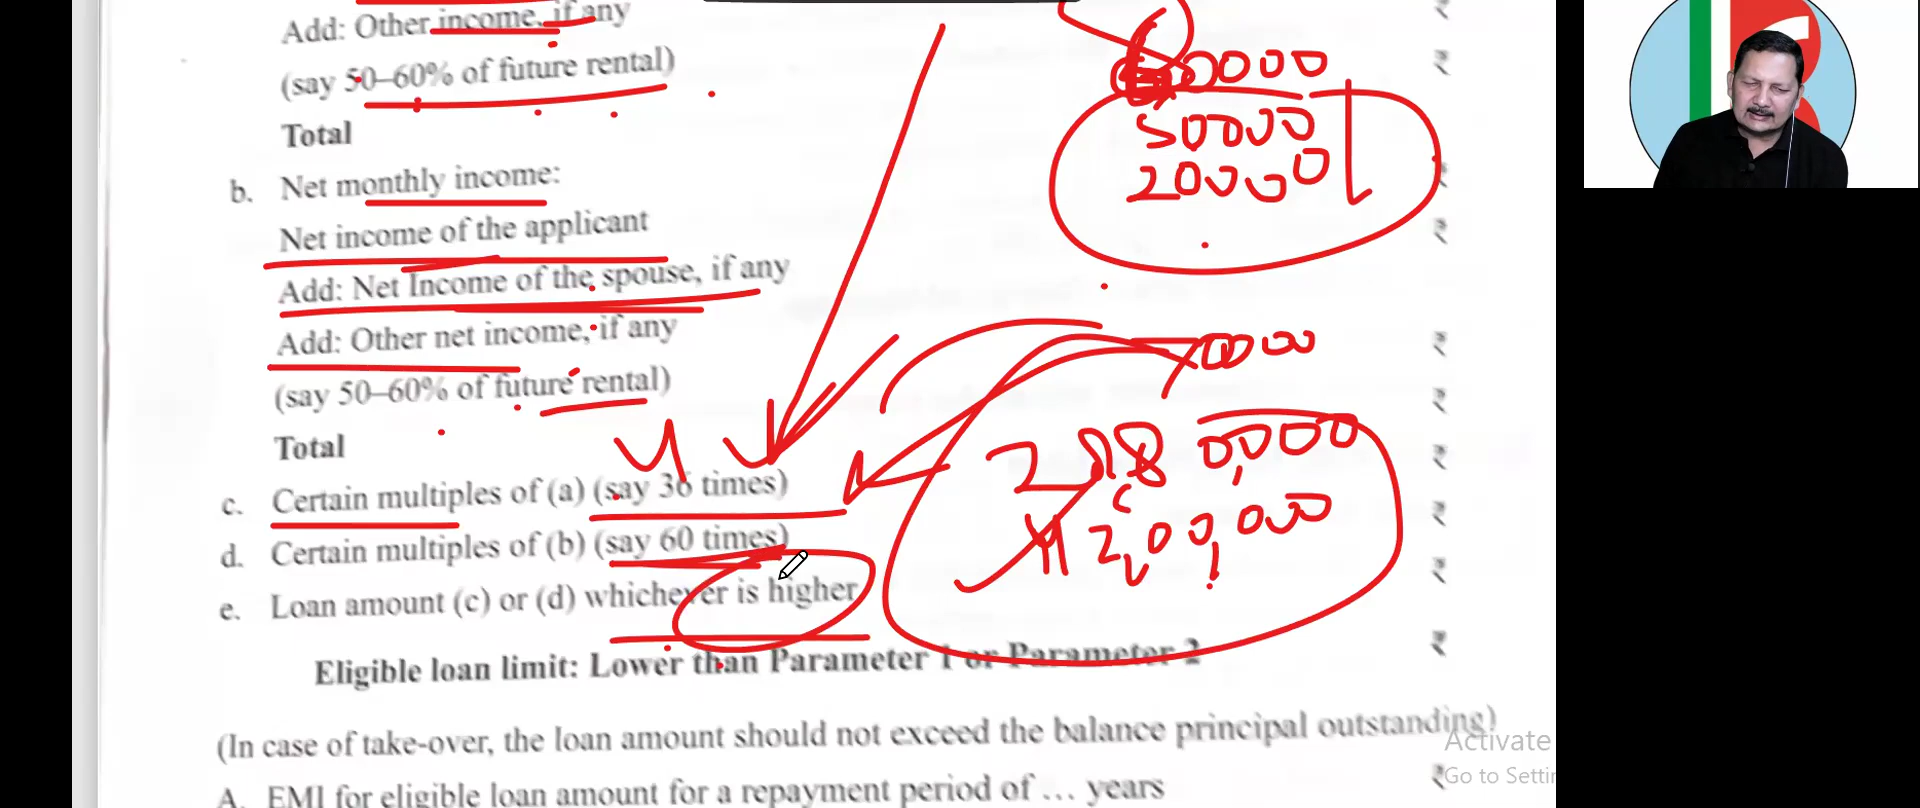 Add: Other income, if any
(say 50–60% of future rental)
Total
b. Net monthly income:
Net income of the applicant
Add: Net Income of the spouse, if any
Add: Other net income, if any
(say 50–60% of future rental)
Total
c. Certain multiples of (a) (say 36 times)
d. Certain multiples of (b) (say 60 times)
e. Loan amount (c) or (d) whichever is higher
Eligible loan limit: Lower than Parameter 1 or Parameter 2
(In case of take-over, the loan amount should not exceed the balance principal outstanding)
A. EMI for eligible loan amount for a repayment period of … years
₹
₹
₹
₹
₹
₹
₹
₹
₹
₹
₹
50000
20000
Activate
Go to Settin